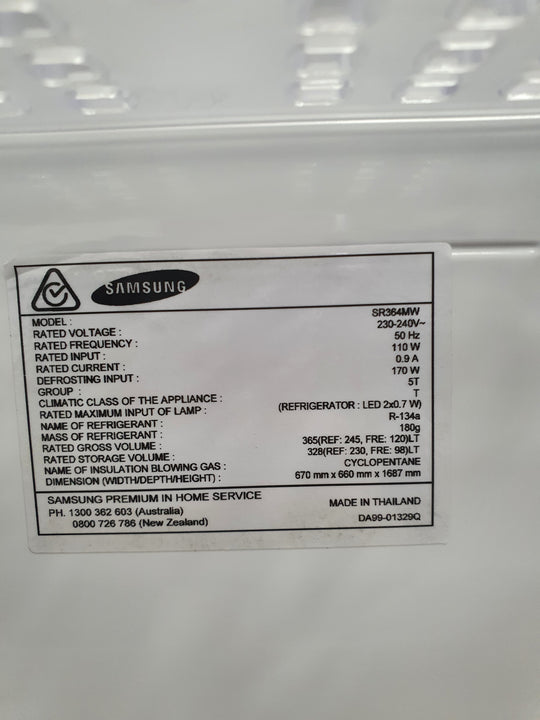 SAMSUNG
MODEL : SR364MW
RATED VOLTAGE : 230-240V~
RATED FREQUENCY : 50 Hz
RATED INPUT : 110 W
RATED CURRENT : 0.9 A
DEFROSTING INPUT : 170 W
GROUP : 5T
CLIMATIC CLASS OF THE APPLIANCE : T
RATED MAXIMUM INPUT OF LAMP : (REFRIGERATOR : LED 2x0.7 W)
NAME OF REFRIGERANT : R-134a
MASS OF REFRIGERANT : 180g
RATED GROSS VOLUME : 365(REF: 245, FRE: 120)LT
RATED STORAGE VOLUME : 328(REF: 230, FRE: 98)LT
NAME OF INSULATION BLOWING GAS : CYCLOPENTANE
DIMENSION (WIDTH/DEPTH/HEIGHT) : 670 mm x 660 mm x 1687 mm
SAMSUNG PREMIUM IN HOME SERVICE
PH. 1300 362 603 (Australia)
0800 726 786 (New Zealand)
MADE IN THAILAND
DA99-01329Q